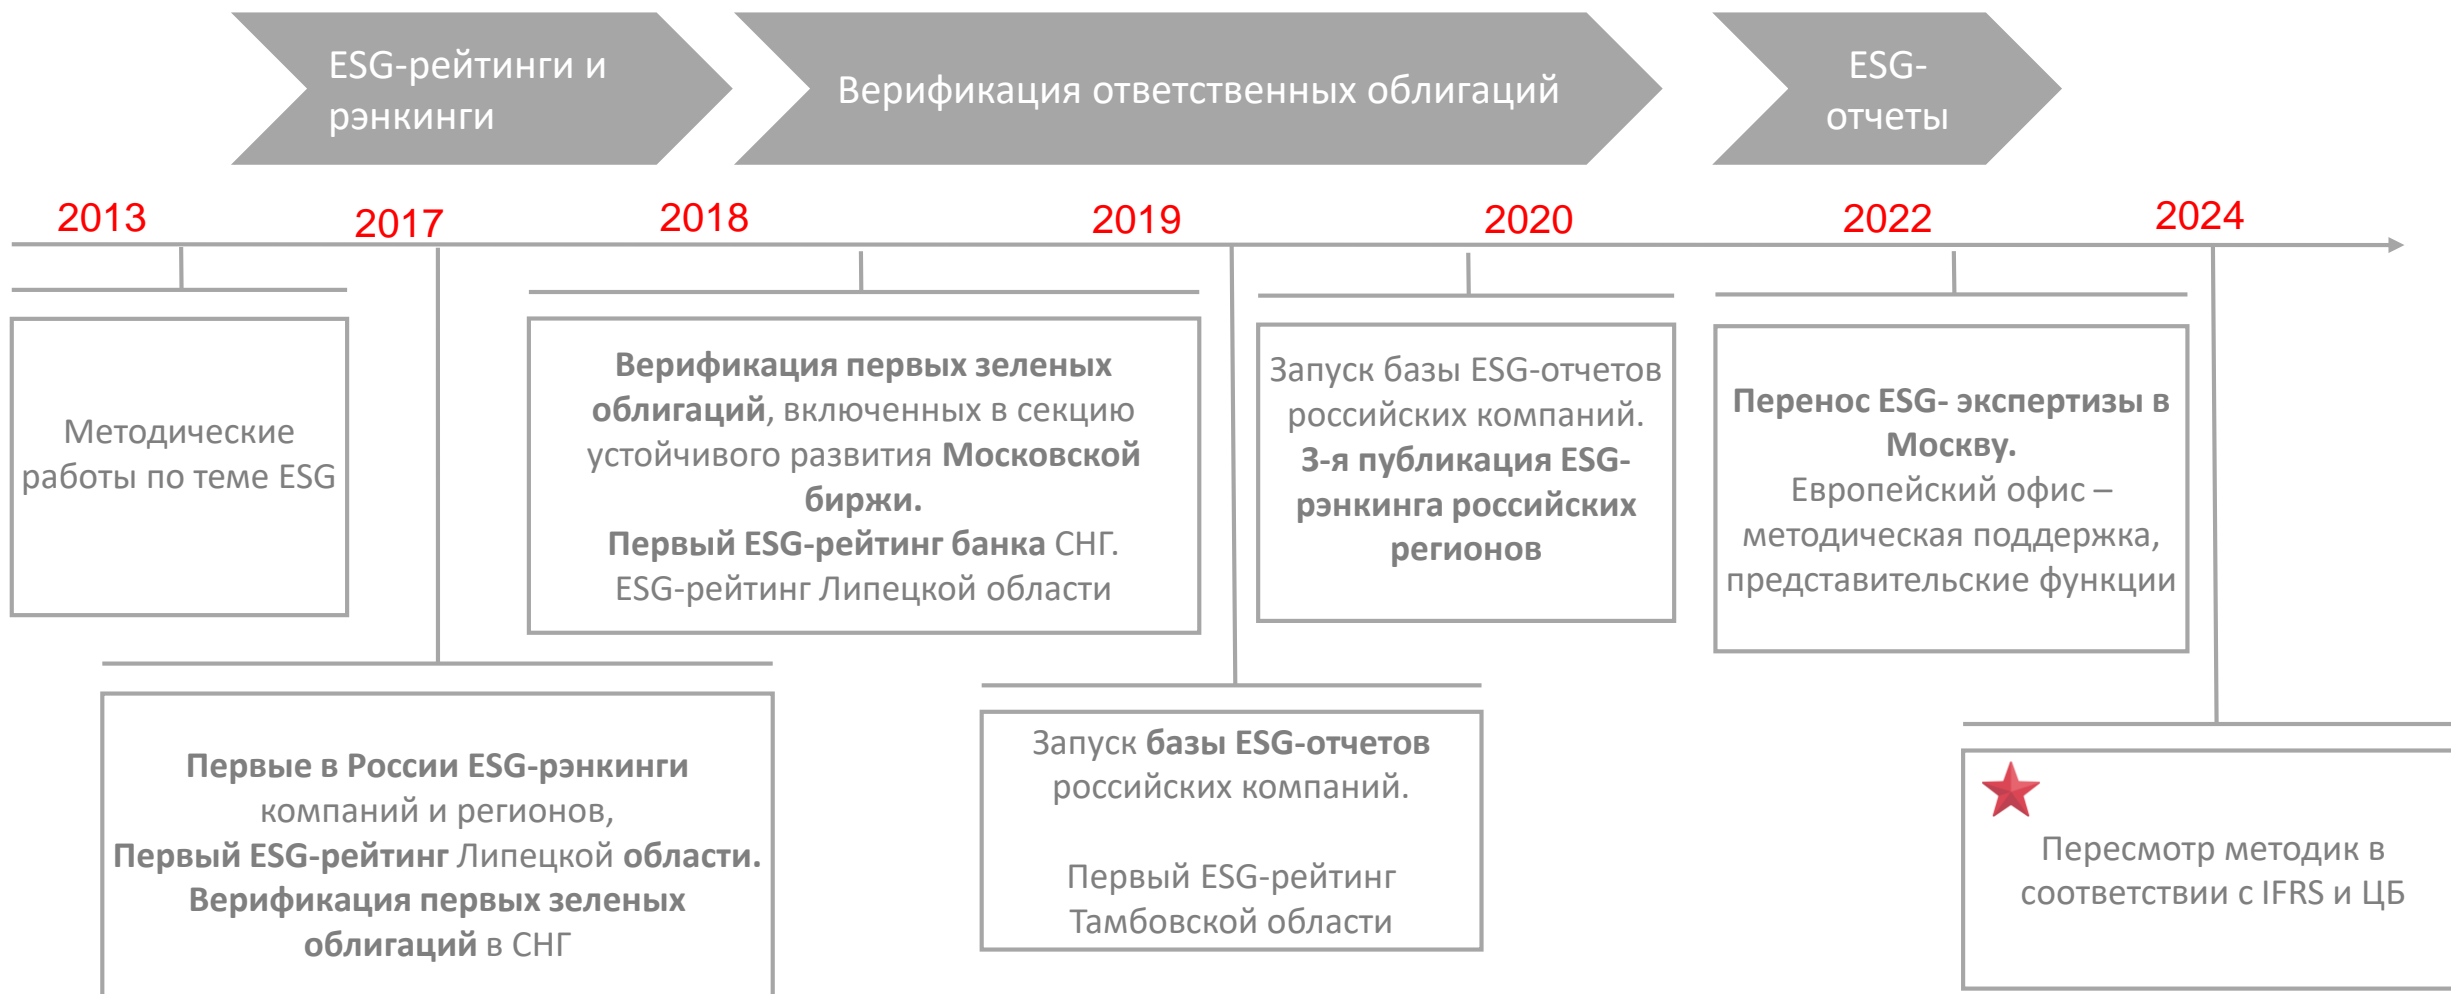 ESG-рейтинги и
рэнкинги
Верификация ответственных облигаций
ESG-
отчеты
2013
2017
2018
2019
2020
2022
2024
Методические
работы по теме ESG
Верификация первых зеленых
облигаций, включенных в секцию
устойчивого развития Московской
биржи.
Первый ESG-рейтинг банка СНГ.
ESG-рейтинг Липецкой области
Запуск базы ESG-отчетов
российских компаний.
3-я публикация ESG-
рэнкинга российских
регионов
Перенос ESG- экспертизы в
Москву.
Европейский офис –
методическая поддержка,
представительские функции
Первые в России ESG-рэнкинги
компаний и регионов,
Первый ESG-рейтинг Липецкой области.
Верификация первых зеленых
облигаций в СНГ
Запуск базы ESG-отчетов
российских компаний.
Первый ESG-рейтинг
Тамбовской области
Пересмотр методик в
соответствии с IFRS и ЦБ